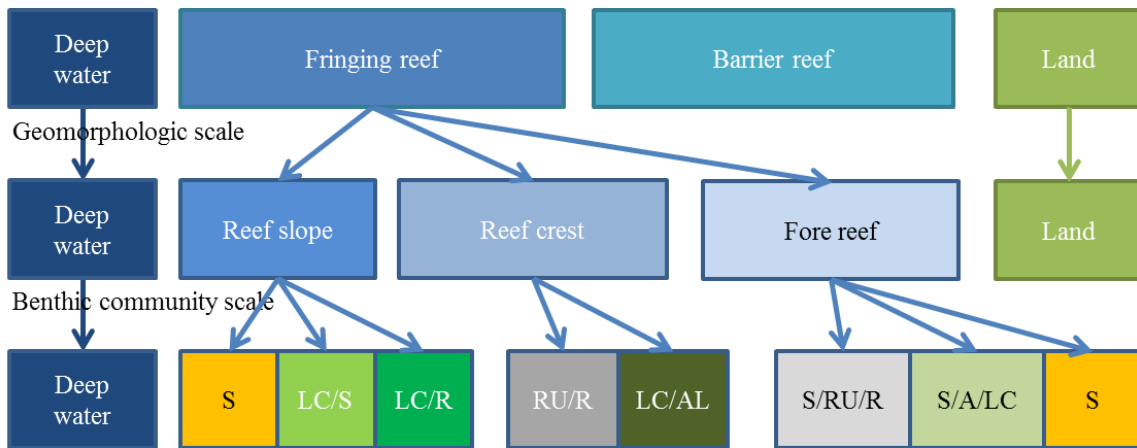 Deep
water
Fringing reef
Barrier reef
Land
Geomorphologic scale
Deep
water
Reef slope
Reef crest
Fore reef
Land
Benthic community scale
Deep
water
S
LC/S
LC/R
RU/R
LC/AL
S/RU/R
S/A/LC
S